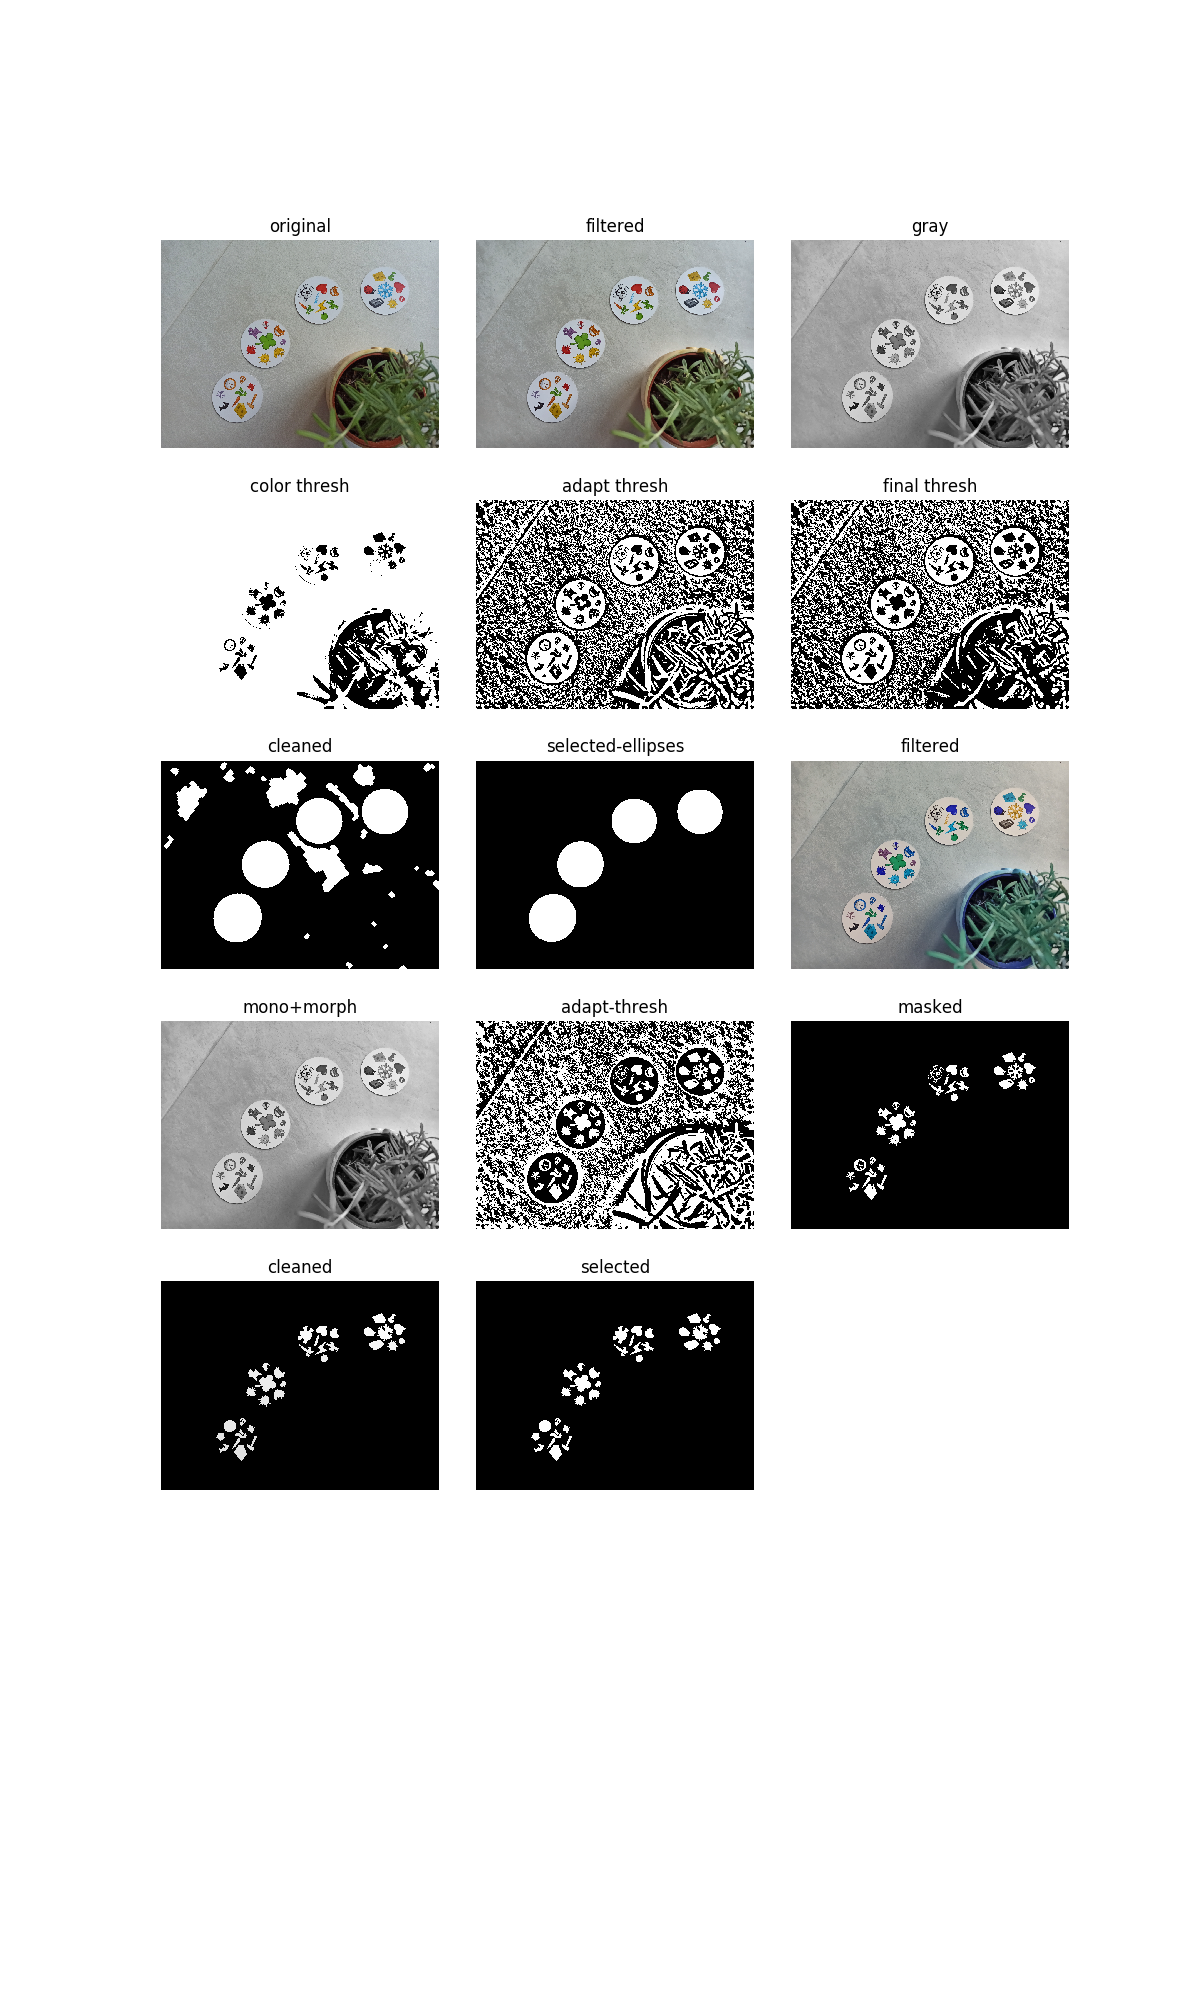 original filtered gray
color thresh adapt thresh final thresh
cleaned selected-ellipses filtered
mono+morph adapt-thresh masked
cleaned selected